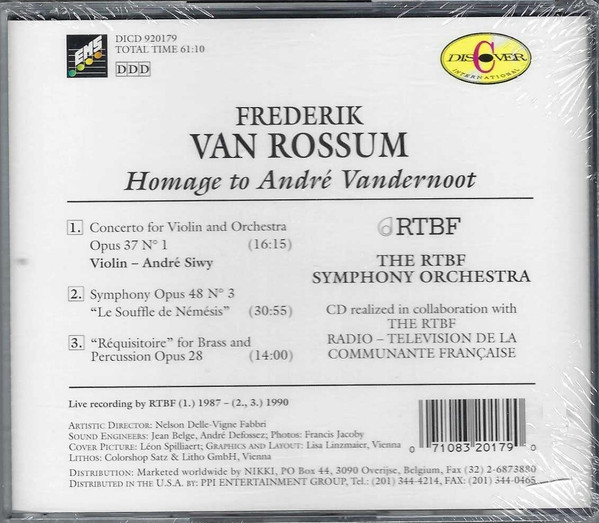 EMS
DICD 920179
TOTAL TIME 61:10
DDD
DISCOVER
INTERNATIONAL
FREDERIK
VAN ROSSUM
Homage to André Vandernoot
1. Concerto for Violin and Orchestra
Opus 37 N° 1 (16:15)
Violin – André Siwy
2. Symphony Opus 48 N° 3
“Le Souffle de Némésis” (30:55)
3. “Réquisitoire” for Brass and
Percussion Opus 28 (14:00)
RTBF
THE RTBF
SYMPHONY ORCHESTRA
CD realized in collaboration with
THE RTBF
RADIO – TELEVISION DE LA
COMMUNANTE FRANÇAISE
Live recording by RTBF (1.) 1987 – (2., 3.) 1990
ARTISTIC DIRECTOR: Nelson Delle-Vigne Fabbri
SOUND ENGINEERS: Jean Belge, André Defossez; Photos: Francis Jacoby
COVER PICTURE: Léon Spilliaert; GRAPHICS AND LAYOUT: Lisa Linzmaier, Vienna
LITHOS: Colorshop Satz & Litho GmbH, Vienna
0 71083 20179 0
DISTRIBUTION: Marketed worldwide by NIKKI, PO Box 44, 3090 Overijse, Belgium, Fax (32) 2-6873880
DISTRIBUTED IN THE U.S.A. BY: PPI ENTERTAINMENT GROUP, Tel.: (201) 344 4214, FAX: (201) 344-0465